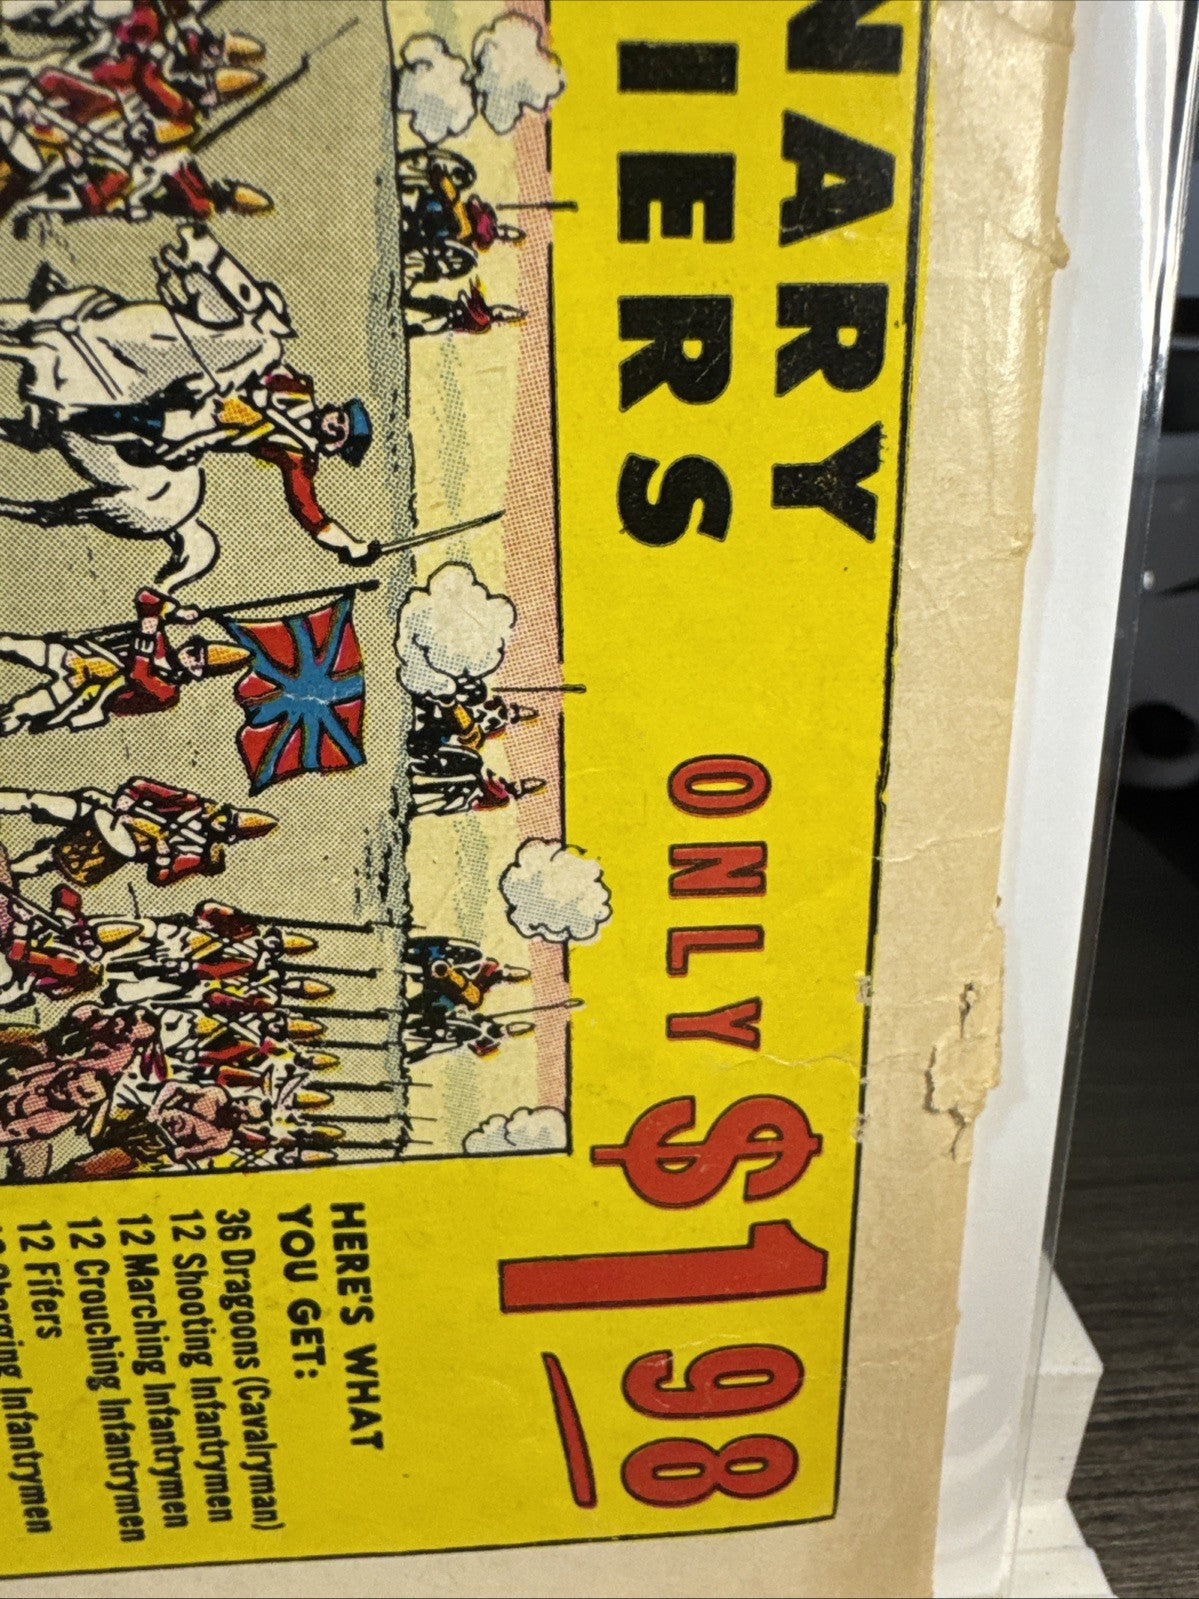 NARY
IERS ONLY $1 98
HERE'S WHAT
YOU GET:
36 Dragoons (Cavalryman)
12 Shooting Infantrymen
12 Marching Infantrymen
12 Crouching Infantrymen
12 Fifers
Infantrymen